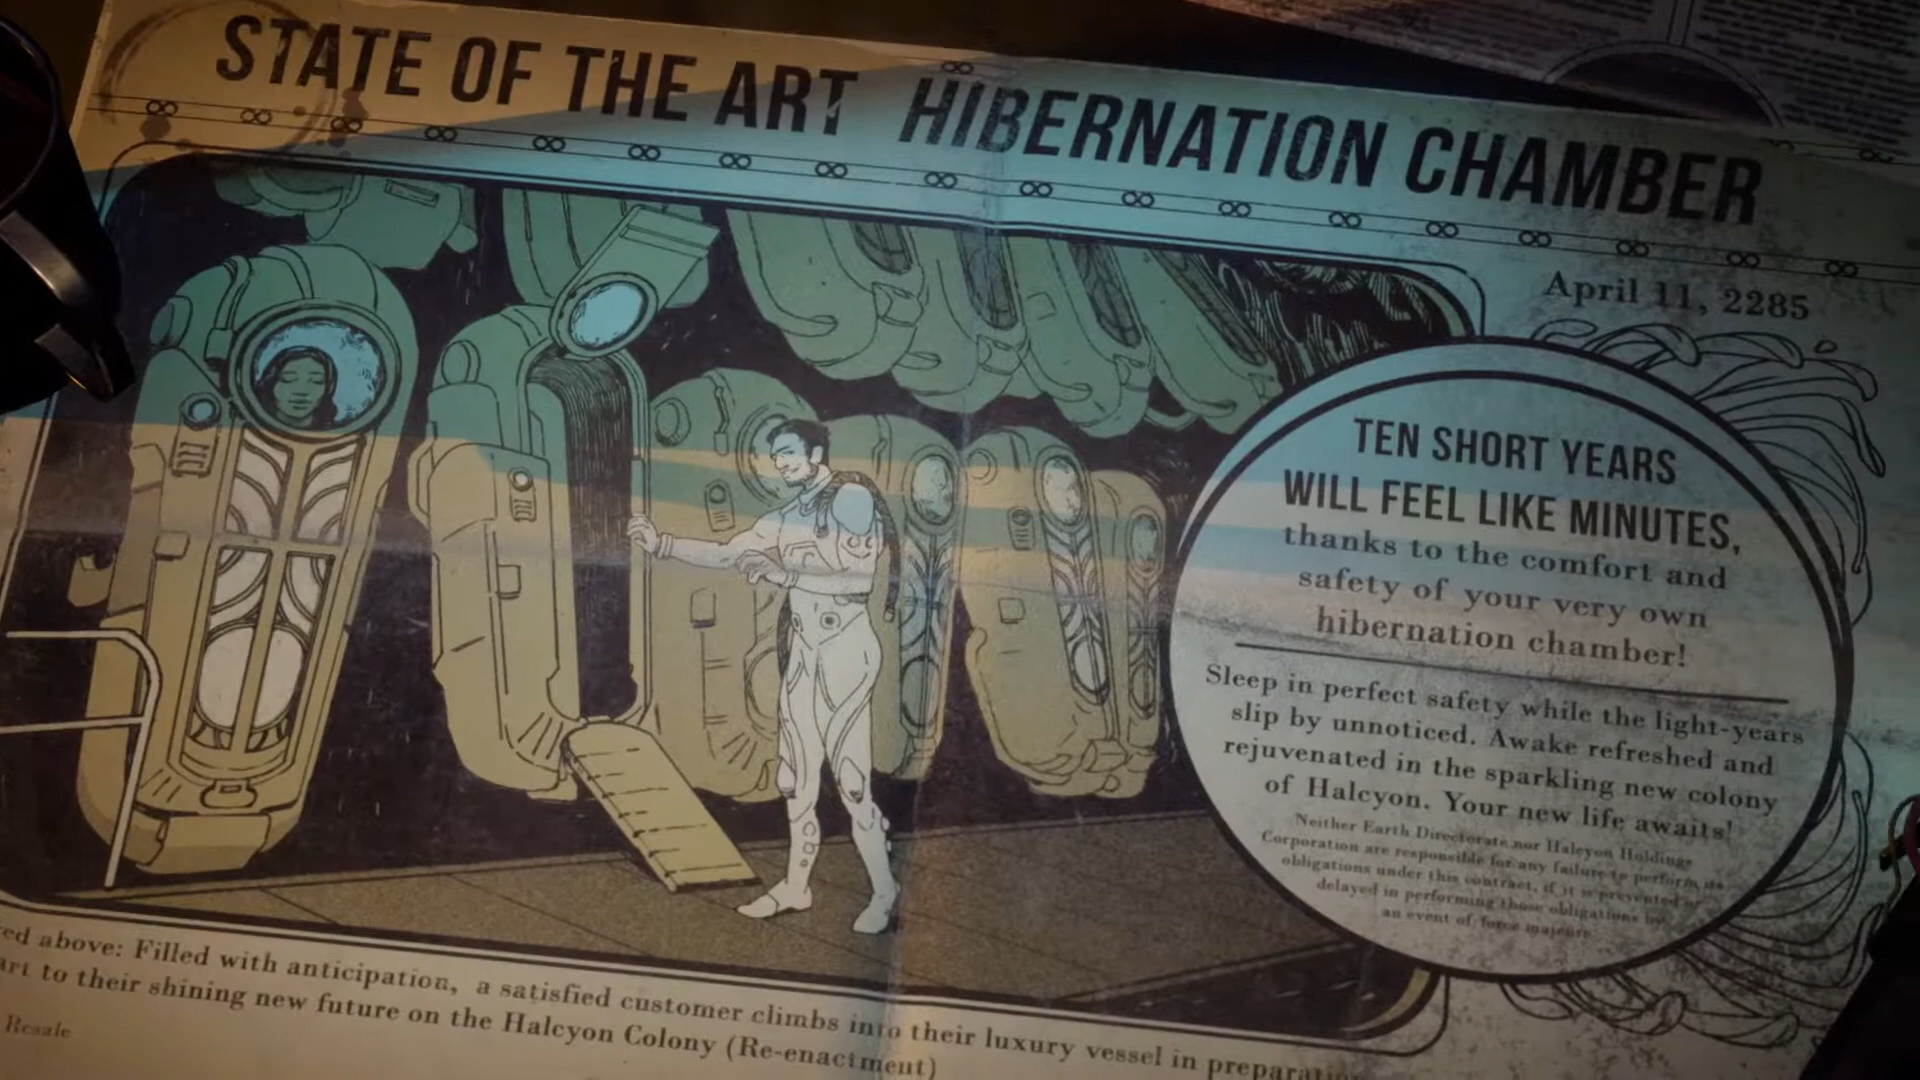 STATE OF THE ART HIBERNATION CHAMBER
April 11, 2285
TEN SHORT YEARS
WILL FEEL LIKE MINUTES,
thanks to the comfort and
safety of your very own
hibernation chamber!
Sleep in perfect safety while the light-years
slip by unnoticed. Awake refreshed and
rejuvenated in the sparkling new colony
of Halcyon. Your new life awaits!
Neither Earth Directorate nor Halcyon Holdings
Corporation are responsible for any failure to perform its
obligations under this contract, if it is prevented or
delayed in performing those obligations by
an event of force majeure.
above: Filled with anticipation, a satisfied customer climbs into their luxury vessel in
to their shining new future on the Halcyon Colony (Re-enactment)
Resale